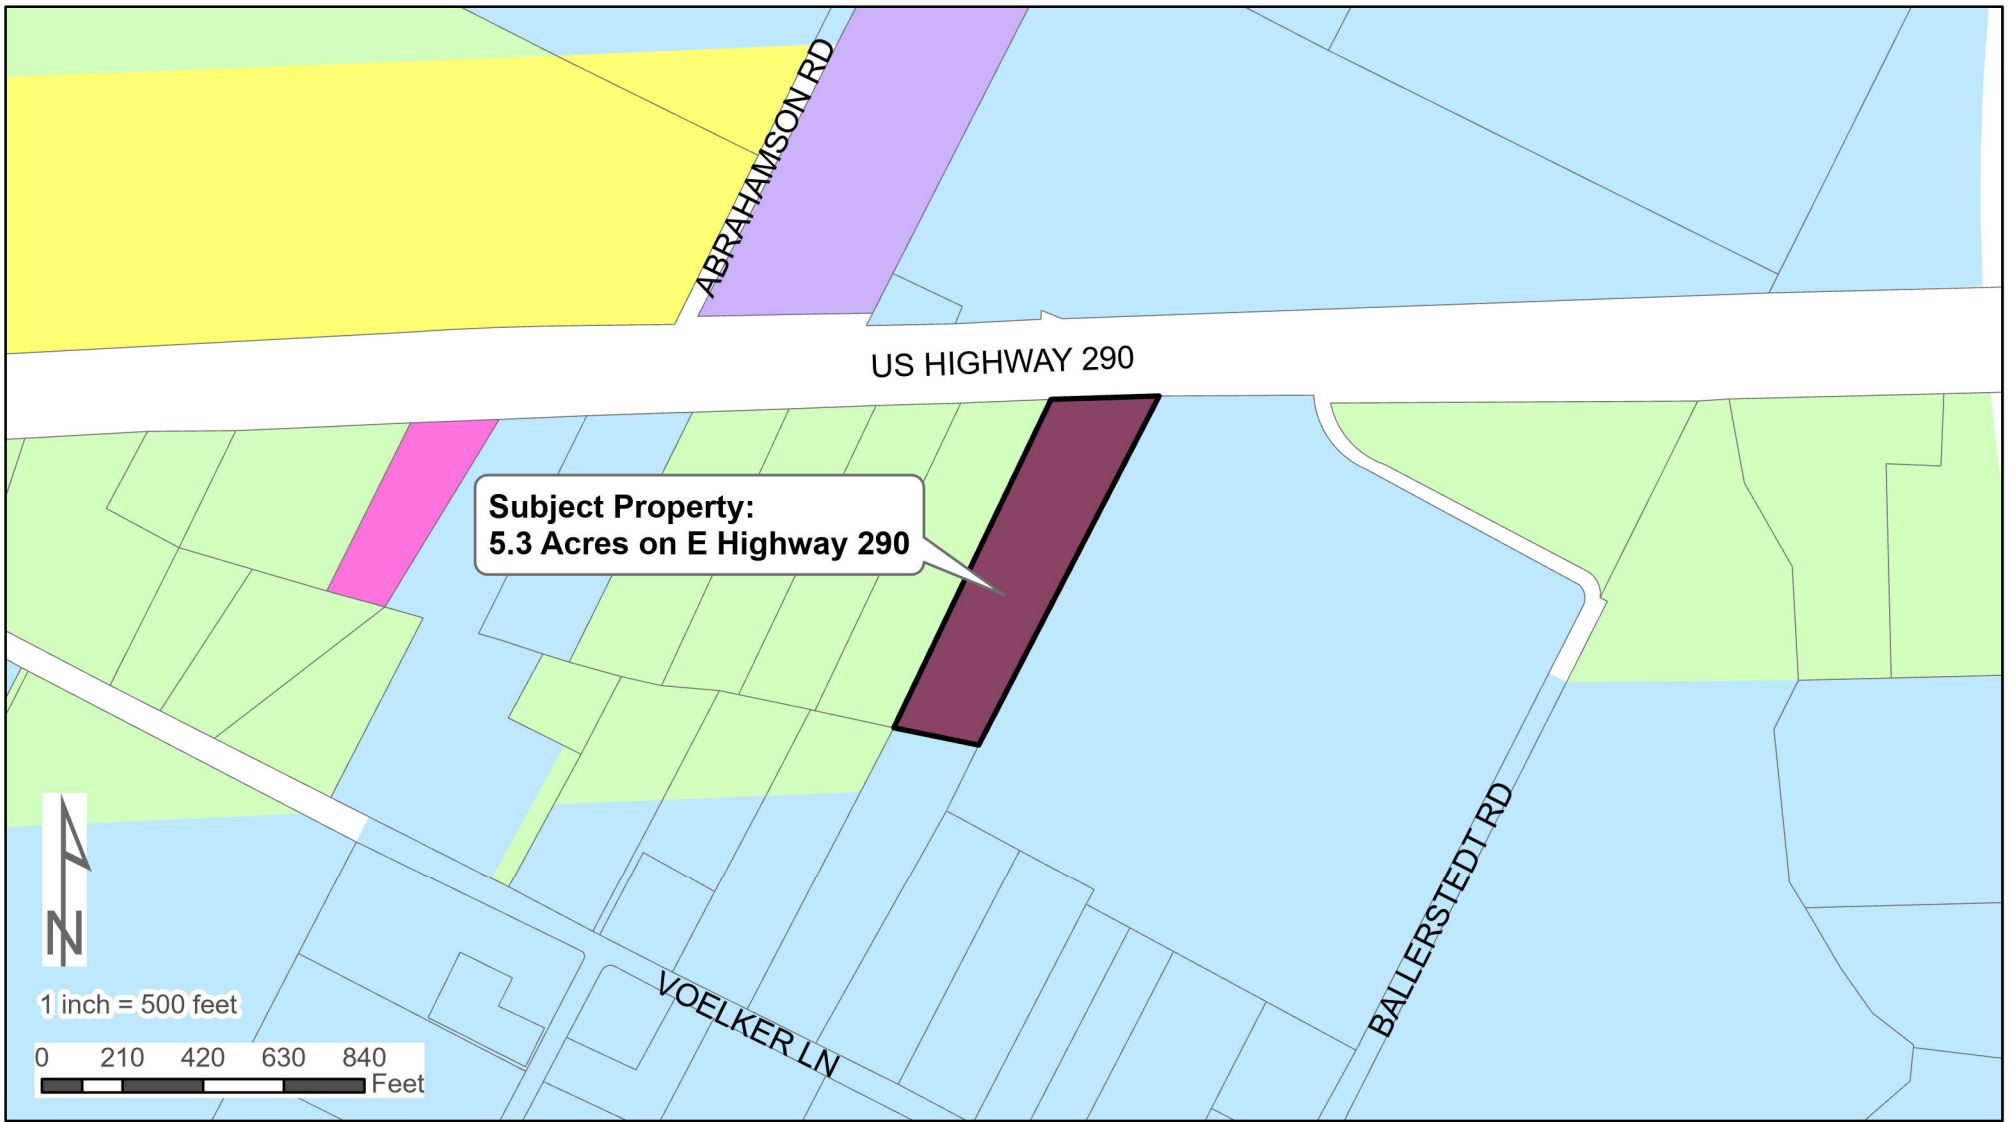 ABRAHAMSON RD
US HIGHWAY 290
Subject Property:
5.3 Acres on E Highway 290
BALLERSTEDT RD
VOELKER LN
N
1 inch = 500 feet
0 210 420 630 840
Feet